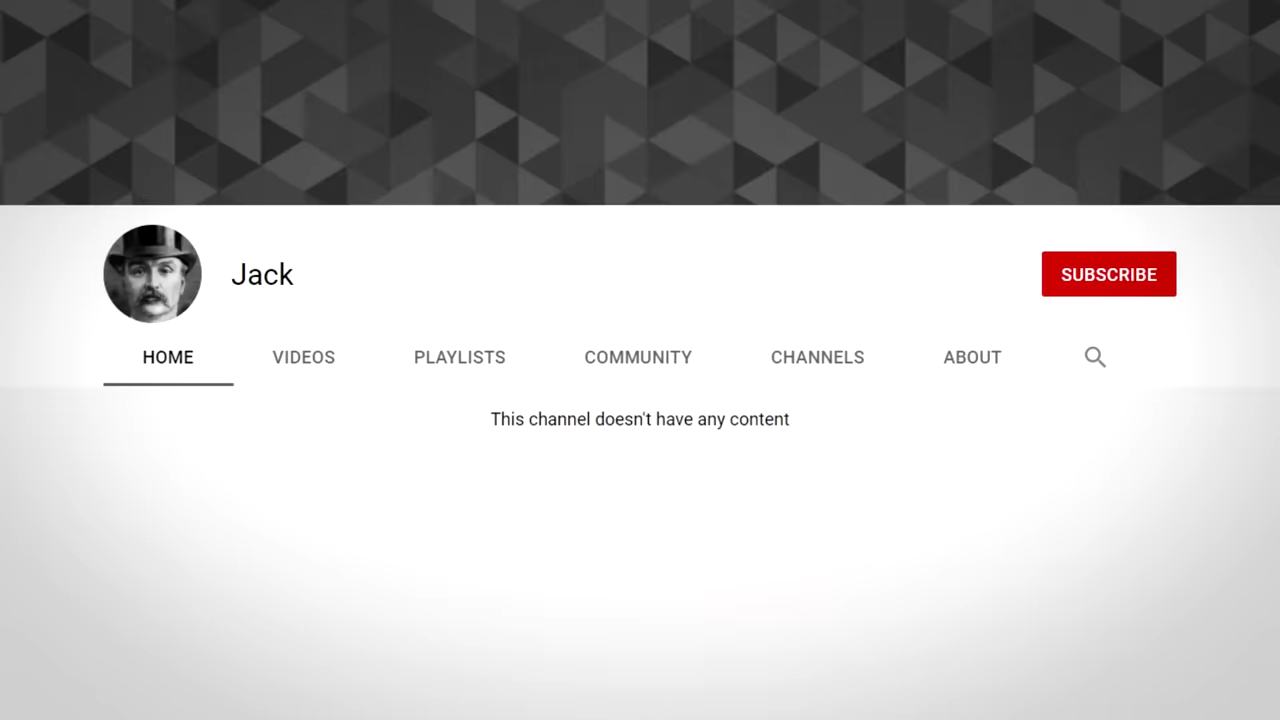 Jack
SUBSCRIBE
HOME VIDEOS PLAYLISTS COMMUNITY CHANNELS ABOUT
This channel doesn't have any content